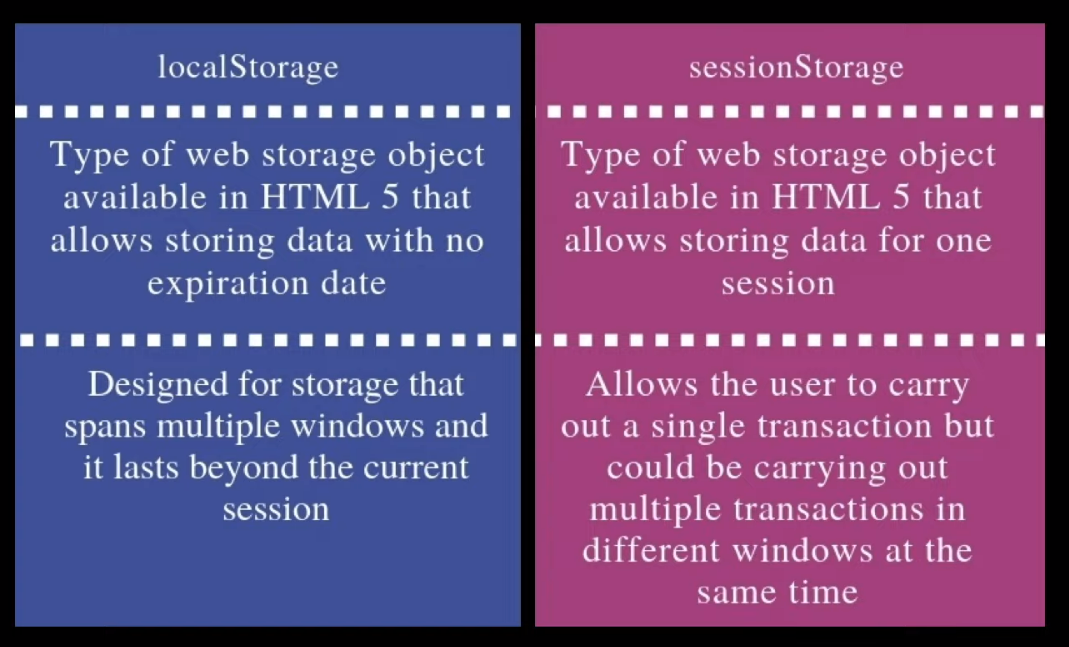 localStorage
Type of web storage object
available in HTML 5 that
allows storing data with no
expiration date
Designed for storage that
spans multiple windows and
it lasts beyond the current
session
sessionStorage
Type of web storage object
available in HTML 5 that
allows storing data for one
session
Allows the user to carry
out a single transaction but
could be carrying out
multiple transactions in
different windows at the
same time